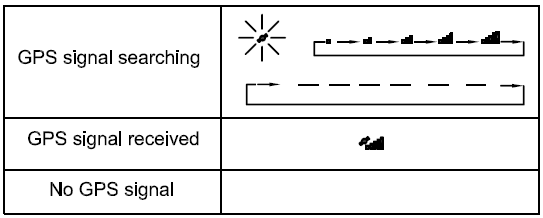 GPS signal searching
GPS signal received
No GPS signal